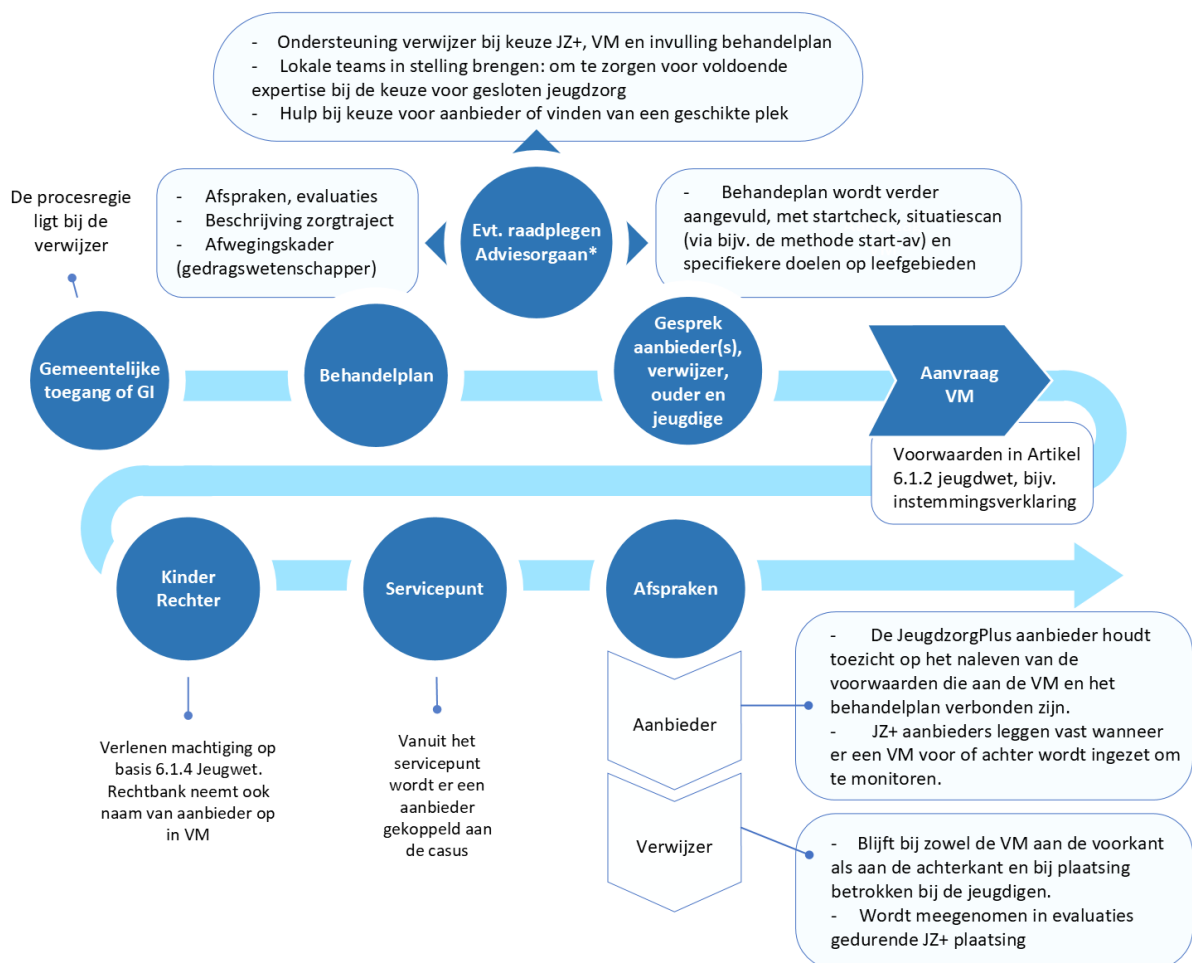 - Ondersteuning verwijzer bij keuze JZ+, VM en invulling behandelplan
- Lokale teams in stelling brengen: om te zorgen voor voldoende
expertise bij de keuze voor gesloten jeugdzorg
- Hulp bij keuze voor aanbieder of vinden van een geschikte plek
De procesregie
ligt bij de
verwijzer
- Afspraken, evaluaties
- Beschrijving zorgtraject
- Afwegingskader
(gedragswetenschapper)
Evt. raadplegen
Adviesorgaan*
- Behandeplan wordt verder
aangevuld, met startcheck, situatiescan
(via bijv. de methode start-av) en
specifiekere doelen op leefgebieden
Gemeentelijke
toegang of GI
Behandelplan
Gesprek
aanbieder(s),
verwijzer,
ouder en
jeugdige
Aanvraag
VM
Voorwaarden in Artikel
6.1.2 jeugdwet, bijv.
instemmingsverklaring
Kinder
Rechter
Servicepunt
Afspraken
Verlenen machtiging op
basis 6.1.4 Jeugwet.
Rechtbank neemt ook
naam van aanbieder op
in VM
Vanuit het
servicepunt
wordt er een
aanbieder
gekoppeld aan
de casus
Aanbieder
- De JeugdzorgPlus aanbieder houdt
toezicht op het naleven van de
voorwaarden die aan de VM en het
behandelplan verbonden zijn.
- JZ+ aanbieders leggen vast wanneer
er een VM voor of achter wordt ingezet om
te monitoren.
Verwijzer
- Blijft bij zowel de VM aan de voorkant
als aan de achterkant en bij plaatsing
betrokken bij de jeugdigen.
- Wordt meegenomen in evaluaties
gedurende JZ+ plaatsing